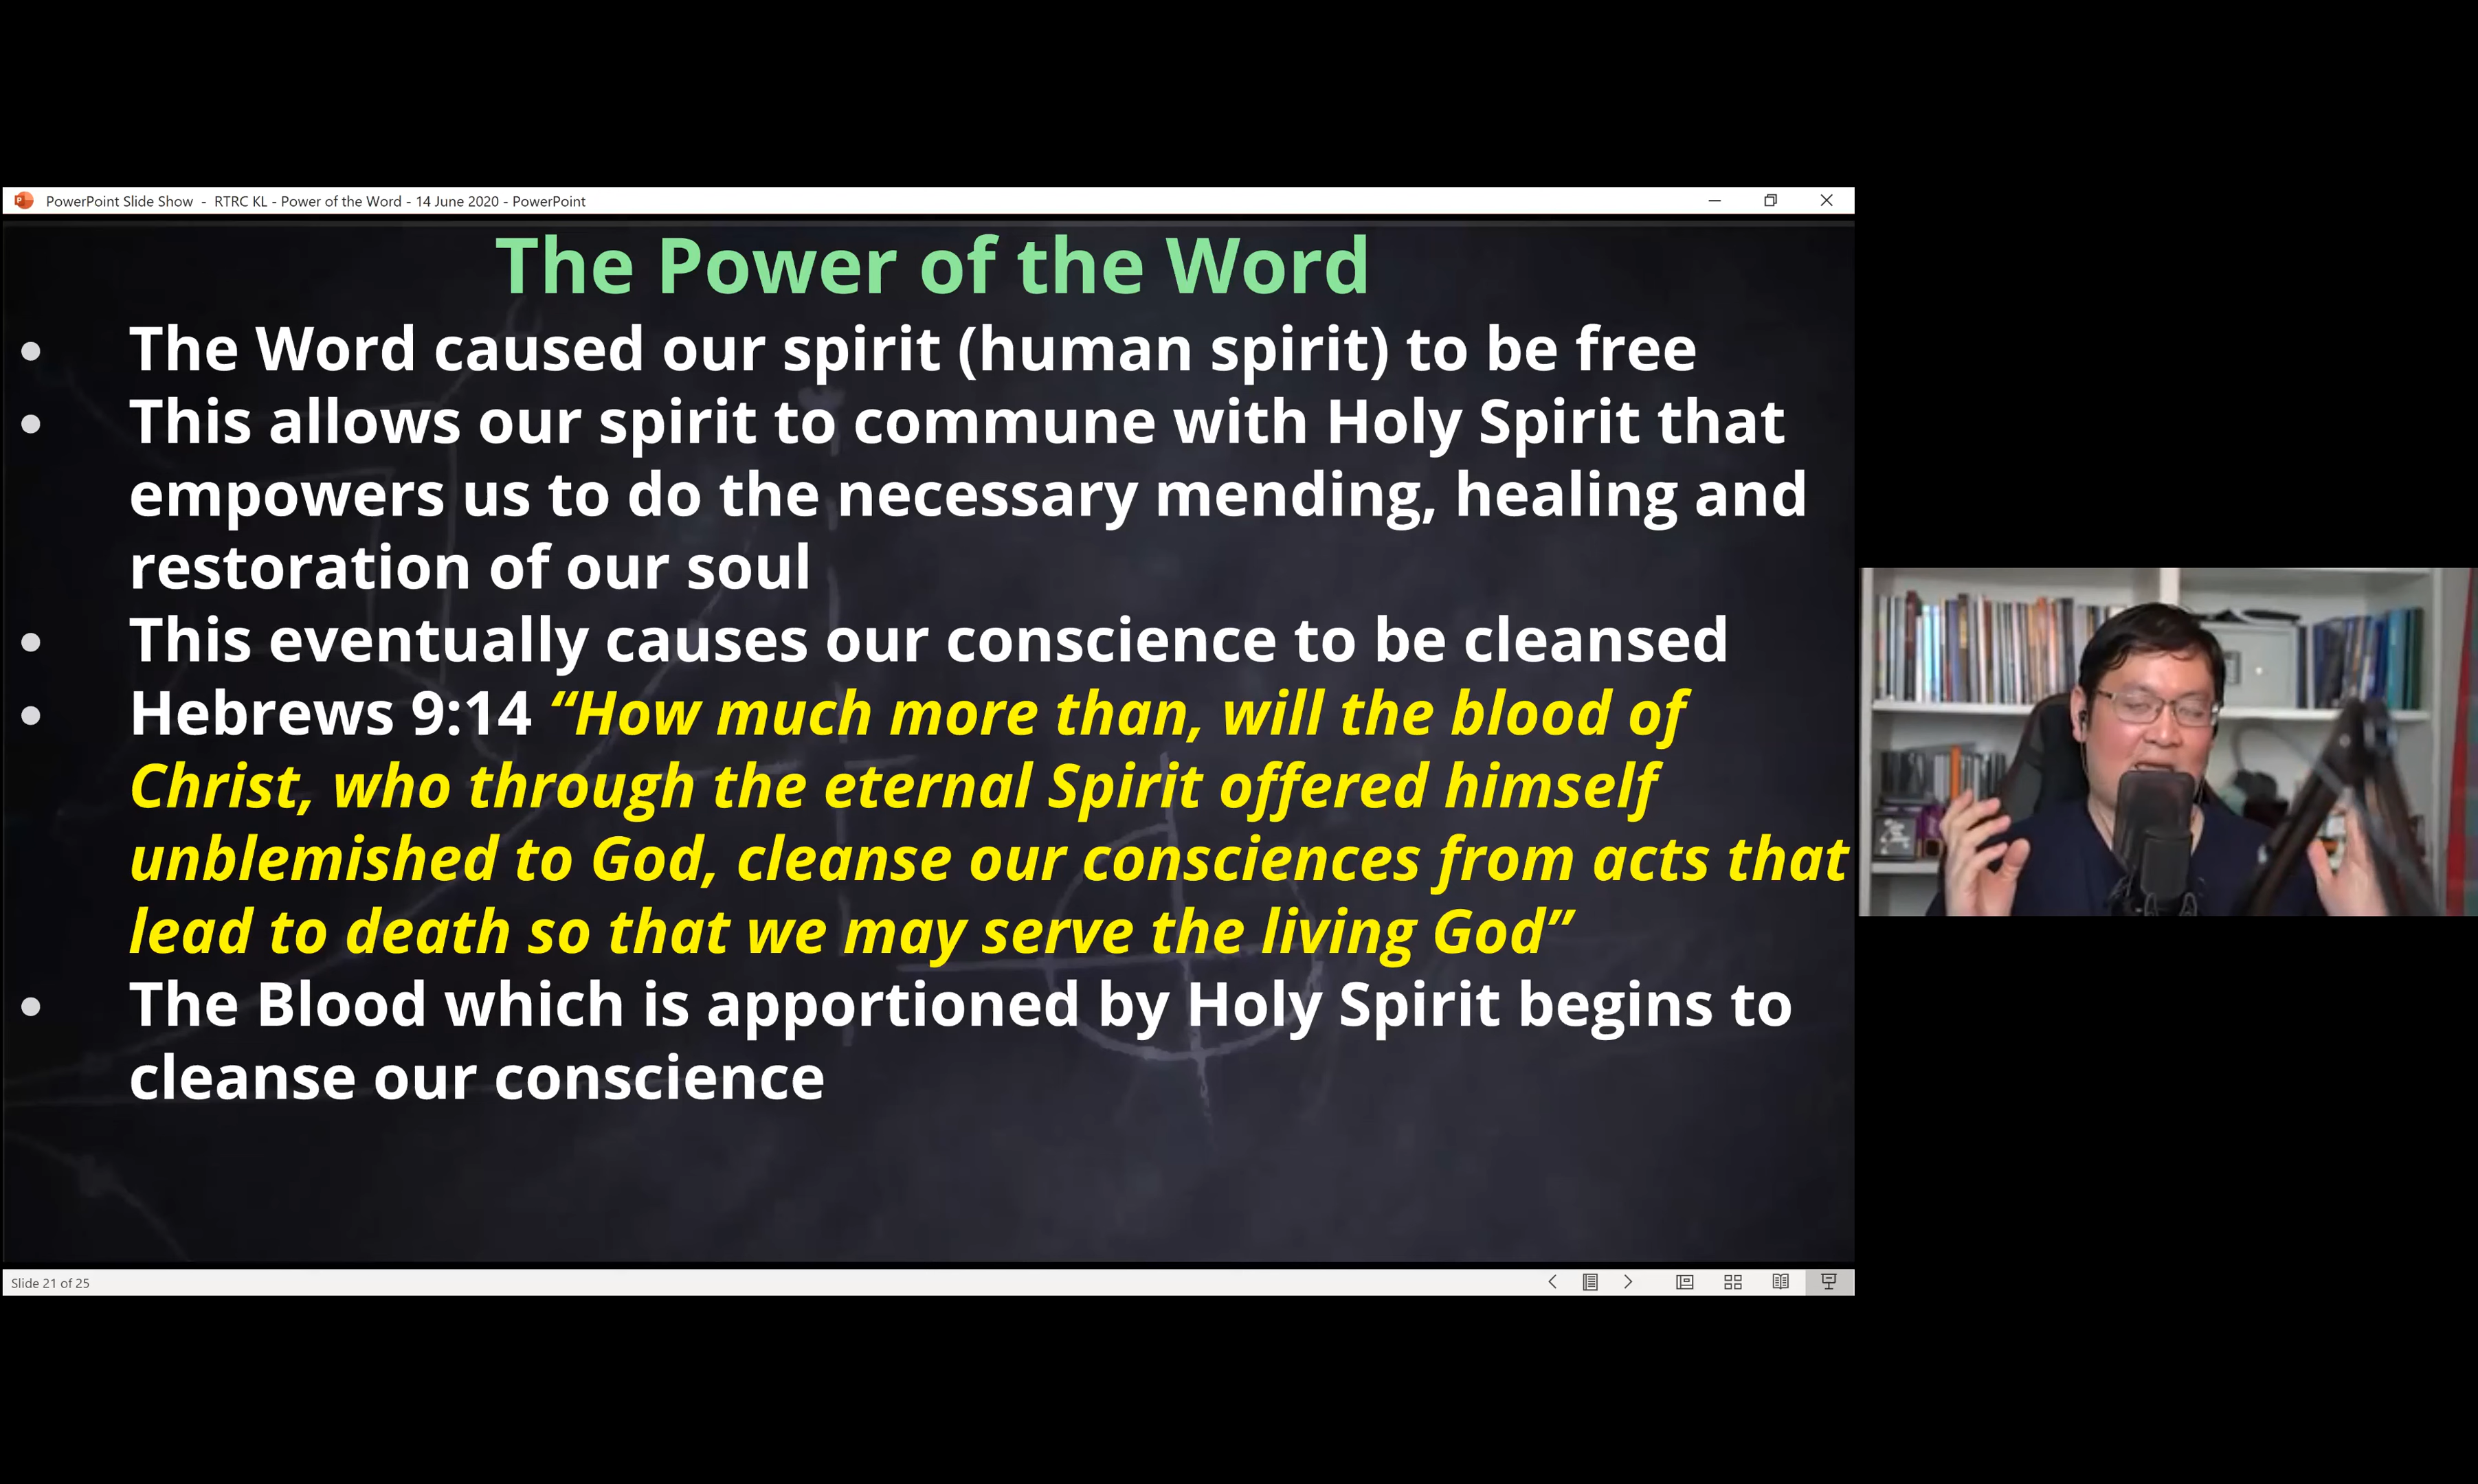 PowerPoint Slide Show - RTRC KL - Power of the Word - 14 June 2020 - PowerPoint
The Power of the Word
• The Word caused our spirit (human spirit) to be free
• This allows our spirit to commune with Holy Spirit that
empowers us to do the necessary mending, healing and
restoration of our soul
• This eventually causes our conscience to be cleansed
• Hebrews 9:14 “How much more than, will the blood of
Christ, who through the eternal Spirit offered himself
unblemished to God, cleanse our consciences from acts that
lead to death so that we may serve the living God”
• The Blood which is apportioned by Holy Spirit begins to
cleanse our conscience
Slide 21 of 25